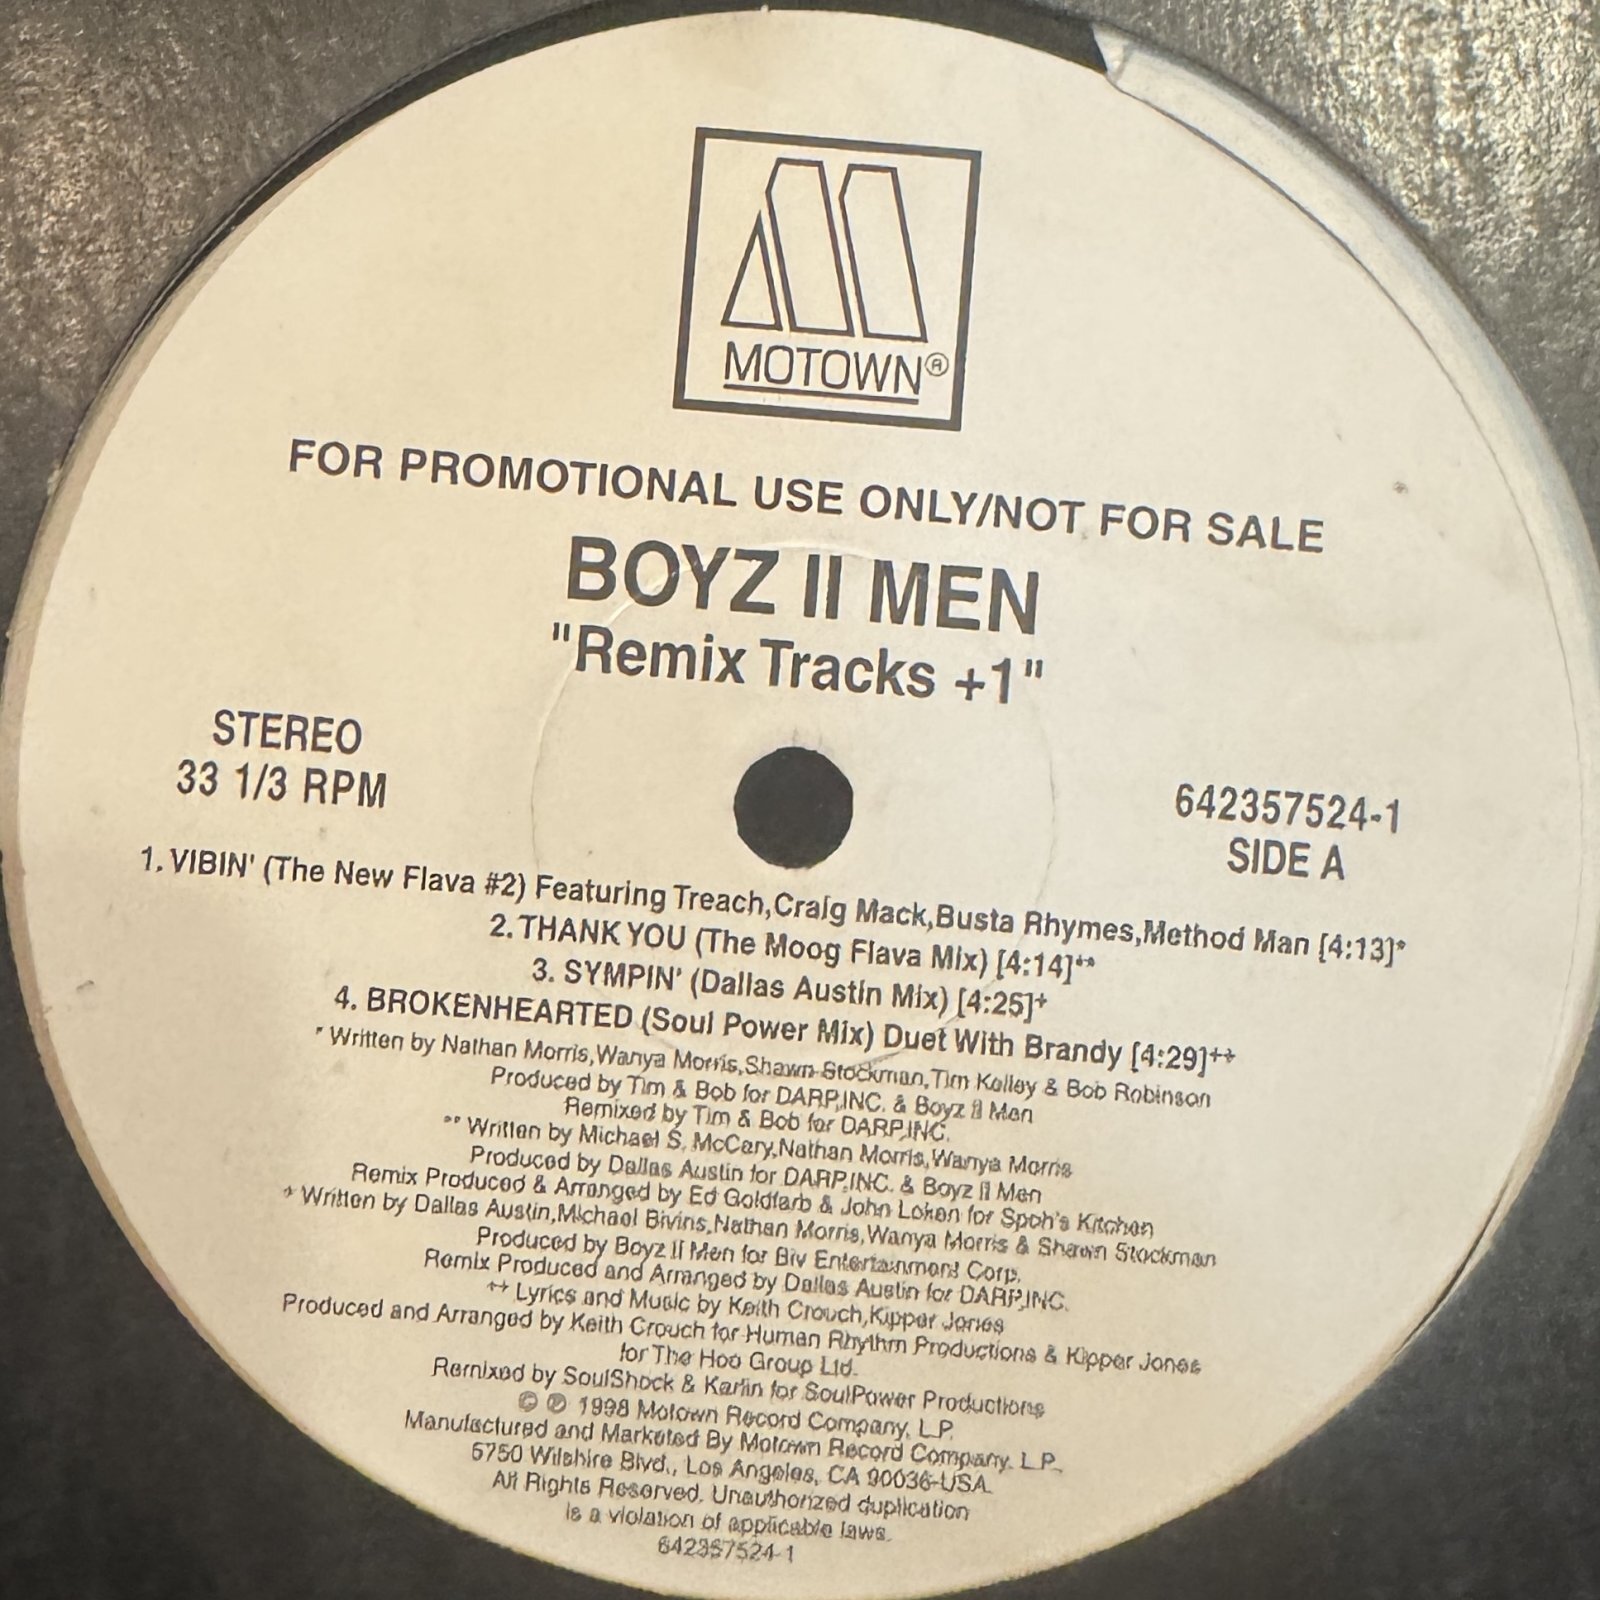 MOTOWN®
FOR PROMOTIONAL USE ONLY/NOT FOR SALE
BOYZ II MEN
"Remix Tracks +1"
STEREO
33 1/3 RPM
642357524-1
SIDE A
1. VIBIN' (The New Flava #2) Featuring Treach,Craig Mack,Busta Rhymes,Method Man [4:13]*
2. THANK YOU (The Moog Flava Mix) [4:14]**
3. SYMPIN' (Dallas Austin Mix) [4:25]+
4. BROKENHEARTED (Soul Power Mix) Duet With Brandy [4:29]++
* Written by Nathan Morris,Wanya Morris,Shawn Stockman,Tim Kelley & Bob Robinson
Produced by Tim & Bob for DARP,INC. & Boyz II Men
Remixed by Tim & Bob for DARP,INC.
** Written by Michael S. McCary,Nathan Morris,Wanya Morris
Produced by Dallas Austin for DARP,INC. & Boyz II Men
Remix Produced & Arranged by Ed Goldfarb & John Loken for Spoh's Kitchen
+ Written by Dallas Austin,Michael Bivins,Nathan Morris,Wanya Morris & Shawn Stockman
Produced by Boyz II Men for Biv Entertainment Corp.
Remix Produced and Arranged by Dallas Austin for DARP,INC.
++ Lyrics and Music by Keith Crouch,Kipper Jones
Produced and Arranged by Keith Crouch for Human Rhythm Productions & Kipper Jones
for The Hoo Group Ltd.
Remixed by SoulShock & Karlin for SoulPower Productions
© ℗ 1998 Motown Record Company, L.P.
Manufactured and Marketed By Motown Record Company, L.P.,
5750 Wilshire Blvd., Los Angeles, CA 90036-USA.
All Rights Reserved. Unauthorized duplication
is a violation of applicable laws.
642357524-1